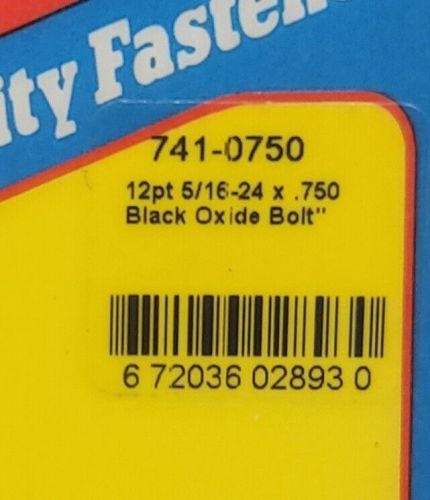 ity Fasten
741-0750
12pt 5/16-24 x .750
Black Oxide Bolt"
6 72036 02893 0